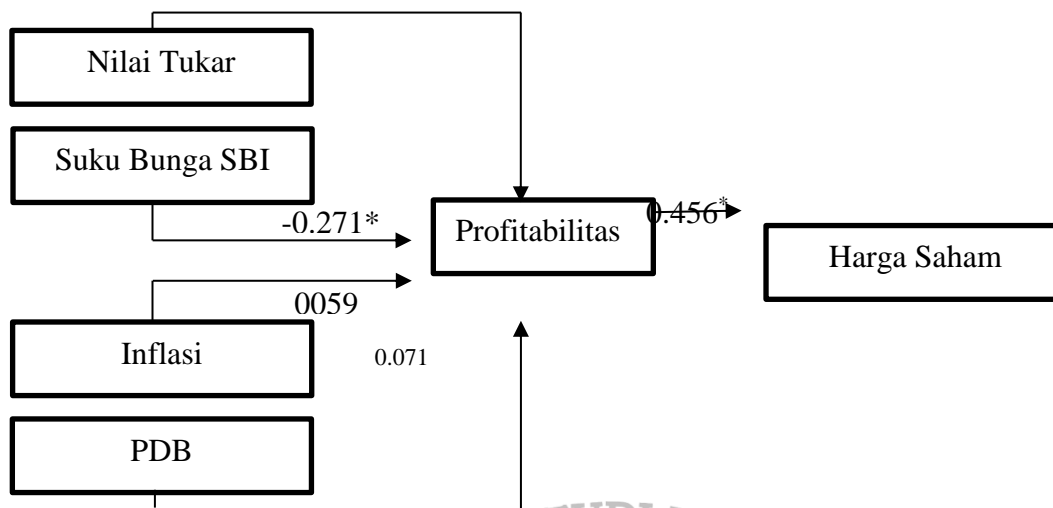 Nilai Tukar
Suku Bunga SBI
-0.271*
Profitabilitas
0.456*
Harga Saham
0059
Inflasi
0.071
PDB